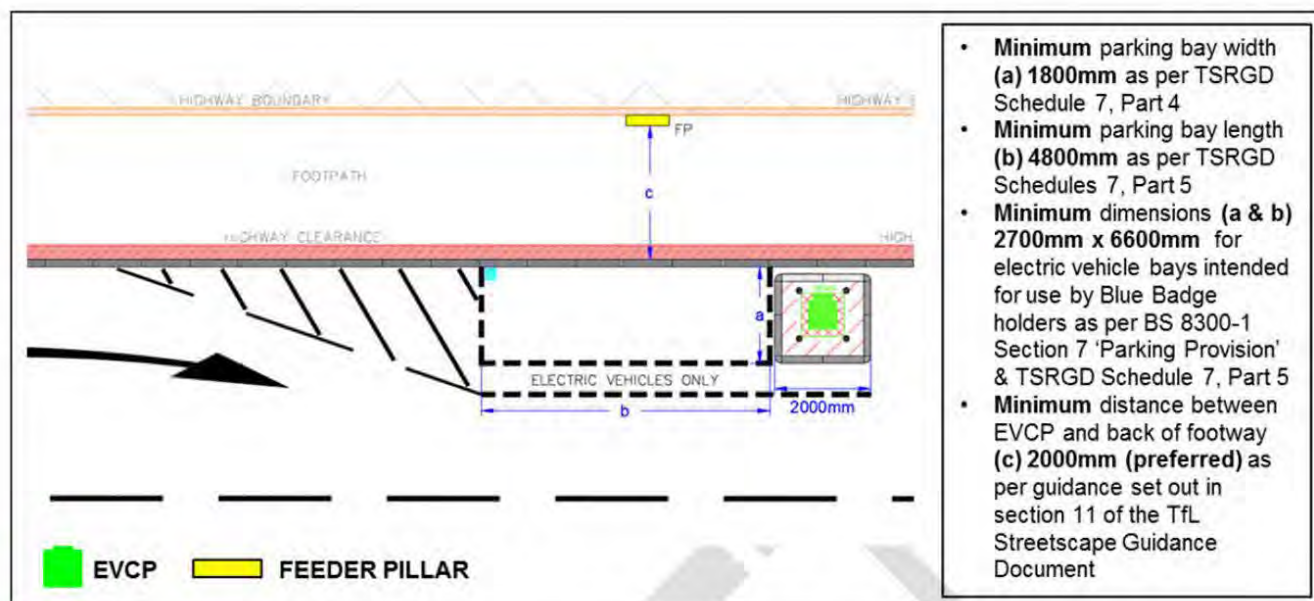 HIGHWAY BOUNDARY
HIGHWAY
FP
FOOTPATH
c
HIGHWAY CLEARANCE
HIGH
a
ELECTRIC VEHICLES ONLY
b
2000mm
EVCP
FEEDER PILLAR
• Minimum parking bay width
(a) 1800mm as per TSRGD
Schedule 7, Part 4
• Minimum parking bay length
(b) 4800mm as per TSRGD
Schedules 7, Part 5
• Minimum dimensions (a & b)
2700mm x 6600mm for
electric vehicle bays intended
for use by Blue Badge
holders as per BS 8300-1
Section 7 ‘Parking Provision’
& TSRGD Schedule 7, Part 5
• Minimum distance between
EVCP and back of footway
(c) 2000mm (preferred) as
per guidance set out in
section 11 of the TfL
Streetscape Guidance
Document